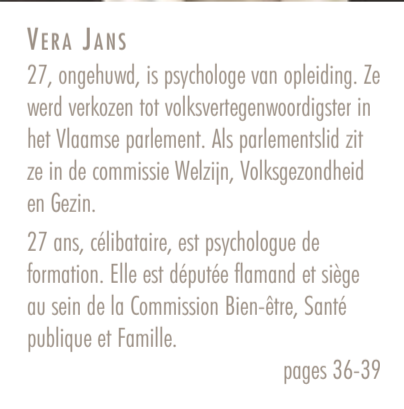 VERA JANS
27, ongehuwd, is psychologe van opleiding. Ze
werd verkozen tot volksvertegenwoordigster in
het Vlaamse parlement. Als parlementslid zit
ze in de commissie Welzijn, Volksgezondheid
en Gezin.
27 ans, célibataire, est psychologue de
formation. Elle est députée flamand et siège
au sein de la Commission Bien-être, Santé
publique et Famille.
pages 36-39